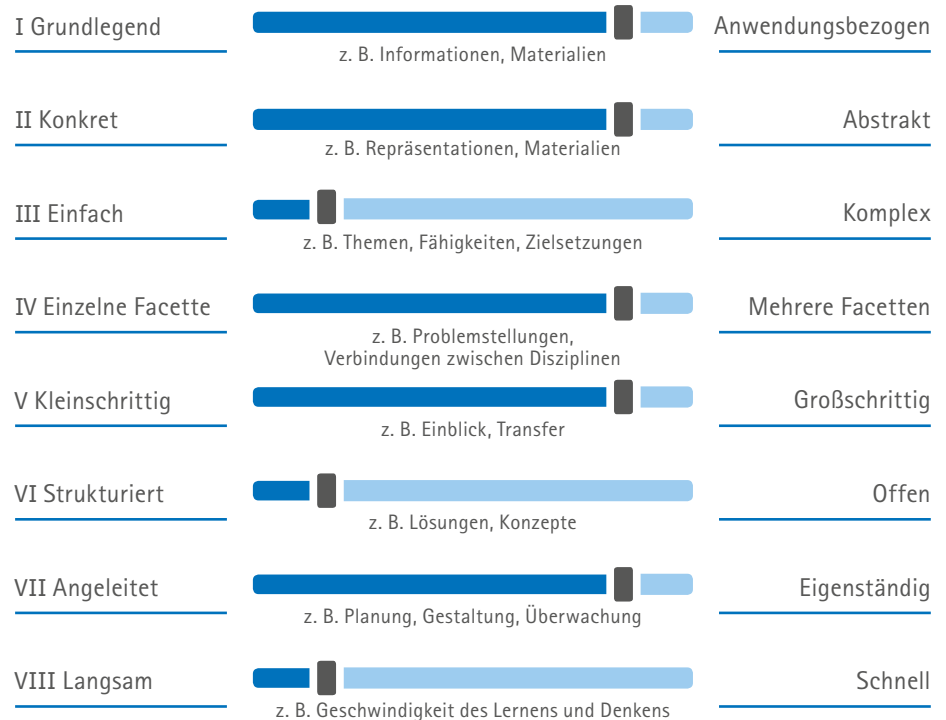 I Grundlegend
Anwendungsbezogen
z. B. Informationen, Materialien
II Konkret
Abstrakt
z. B. Repräsentationen, Materialien
III Einfach
Komplex
z. B. Themen, Fähigkeiten, Zielsetzungen
IV Einzelne Facette
Mehrere Facetten
z. B. Problemstellungen,
Verbindungen zwischen Disziplinen
V Kleinschrittig
Großschrittig
z. B. Einblick, Transfer
VI Strukturiert
Offen
z. B. Lösungen, Konzepte
VII Angeleitet
Eigenständig
z. B. Planung, Gestaltung, Überwachung
VIII Langsam
Schnell
z. B. Geschwindigkeit des Lernens und Denkens